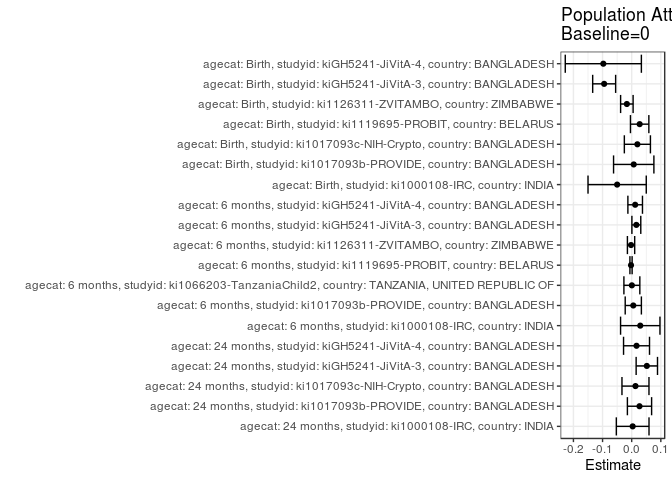 Population Att
Baseline=0
agecat: Birth, studyid: kiGH5241-JiVitA-4, country: BANGLADESH
agecat: Birth, studyid: kiGH5241-JiVitA-3, country: BANGLADESH
agecat: Birth, studyid: ki1126311-ZVITAMBO, country: ZIMBABWE
agecat: Birth, studyid: ki1119695-PROBIT, country: BELARUS
agecat: Birth, studyid: ki1017093c-NIH-Crypto, country: BANGLADESH
agecat: Birth, studyid: ki1017093b-PROVIDE, country: BANGLADESH
agecat: Birth, studyid: ki1000108-IRC, country: INDIA
agecat: 6 months, studyid: kiGH5241-JiVitA-4, country: BANGLADESH
agecat: 6 months, studyid: kiGH5241-JiVitA-3, country: BANGLADESH
agecat: 6 months, studyid: ki1126311-ZVITAMBO, country: ZIMBABWE
agecat: 6 months, studyid: ki1119695-PROBIT, country: BELARUS
agecat: 6 months, studyid: ki1066203-TanzaniaChild2, country: TANZANIA, UNITED REPUBLIC OF
agecat: 6 months, studyid: ki1017093b-PROVIDE, country: BANGLADESH
agecat: 6 months, studyid: ki1000108-IRC, country: INDIA
agecat: 24 months, studyid: kiGH5241-JiVitA-4, country: BANGLADESH
agecat: 24 months, studyid: kiGH5241-JiVitA-3, country: BANGLADESH
agecat: 24 months, studyid: ki1017093c-NIH-Crypto, country: BANGLADESH
agecat: 24 months, studyid: ki1017093b-PROVIDE, country: BANGLADESH
agecat: 24 months, studyid: ki1000108-IRC, country: INDIA
-0.2 -0.1 0.0 0.1
Estimate